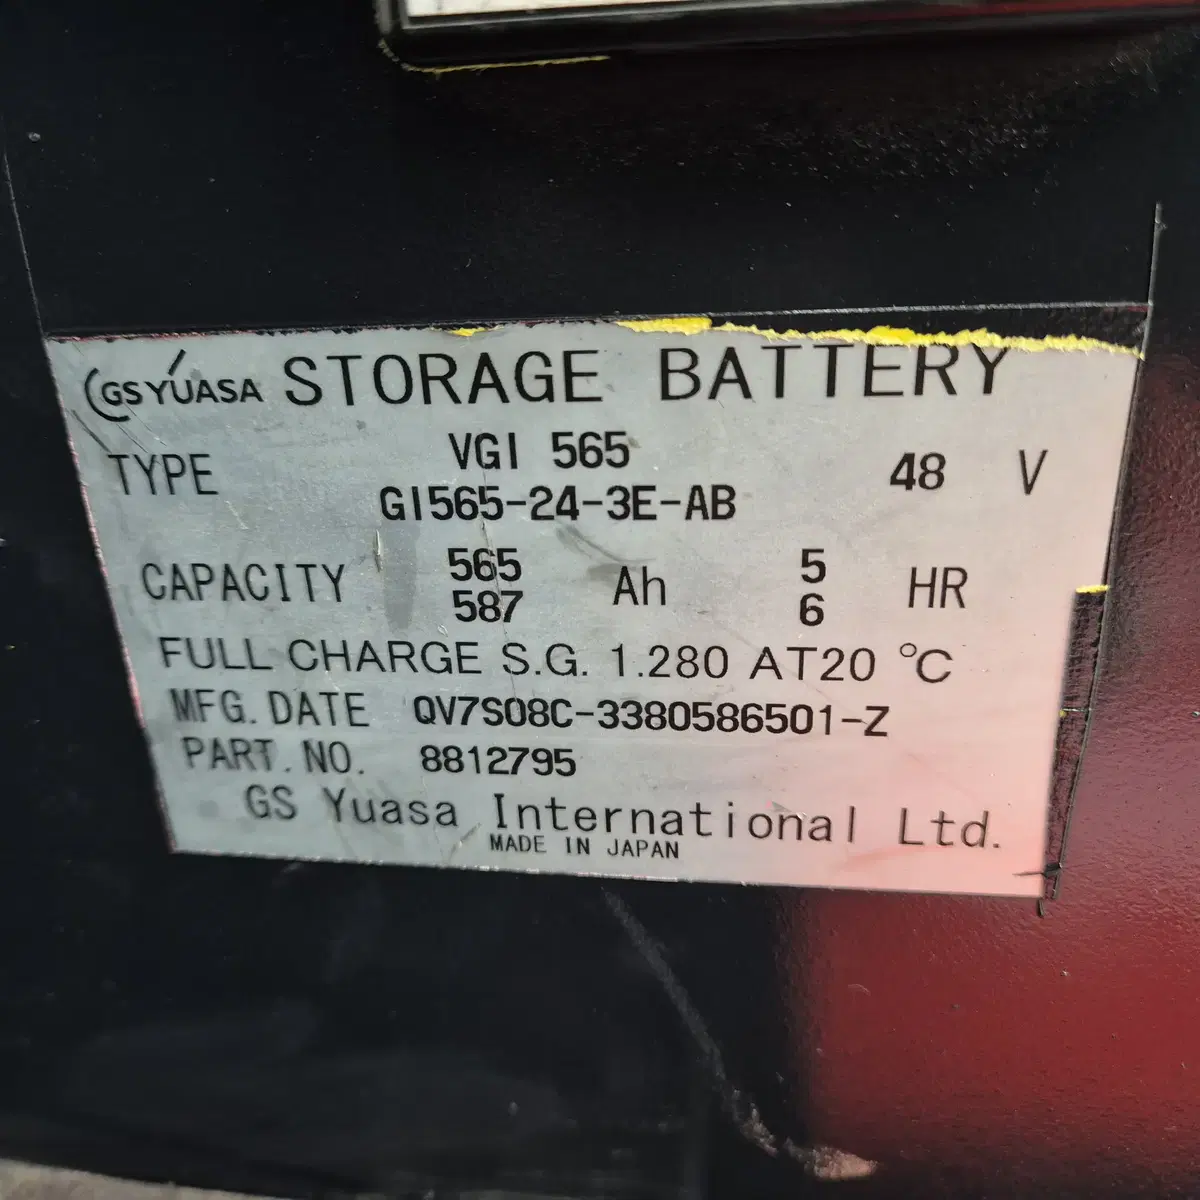 GS YUASA STORAGE BATTERY
TYPE VGI 565 48 V
GI565-24-3E-AB
CAPACITY 565 Ah 5 HR
587 6
FULL CHARGE S.G. 1.280 AT20 °C
MFG. DATE QV7S08C-3380586501-Z
PART. NO. 8812795
GS Yuasa International Ltd.
MADE IN JAPAN